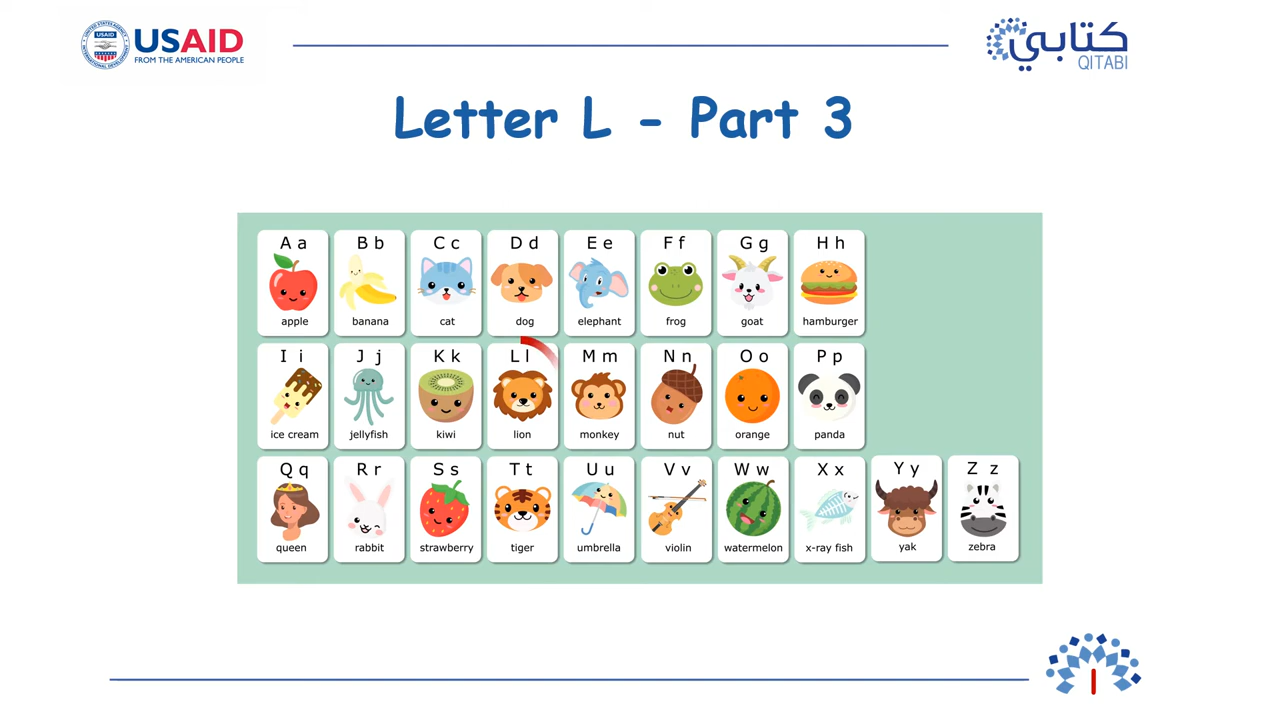 USAID
FROM THE AMERICAN PEOPLE
كتابي
QITABI
Letter L - Part 3
A a B b C c D d E e F f G g H h
apple banana cat dog elephant frog goat hamburger
I i J j K k L l M m N n O o P p
ice cream jellyfish kiwi lion monkey nut orange panda
Q q R r S s T t U u V v W w X x Y y Z z
queen rabbit strawberry tiger umbrella violin watermelon x-ray fish yak zebra